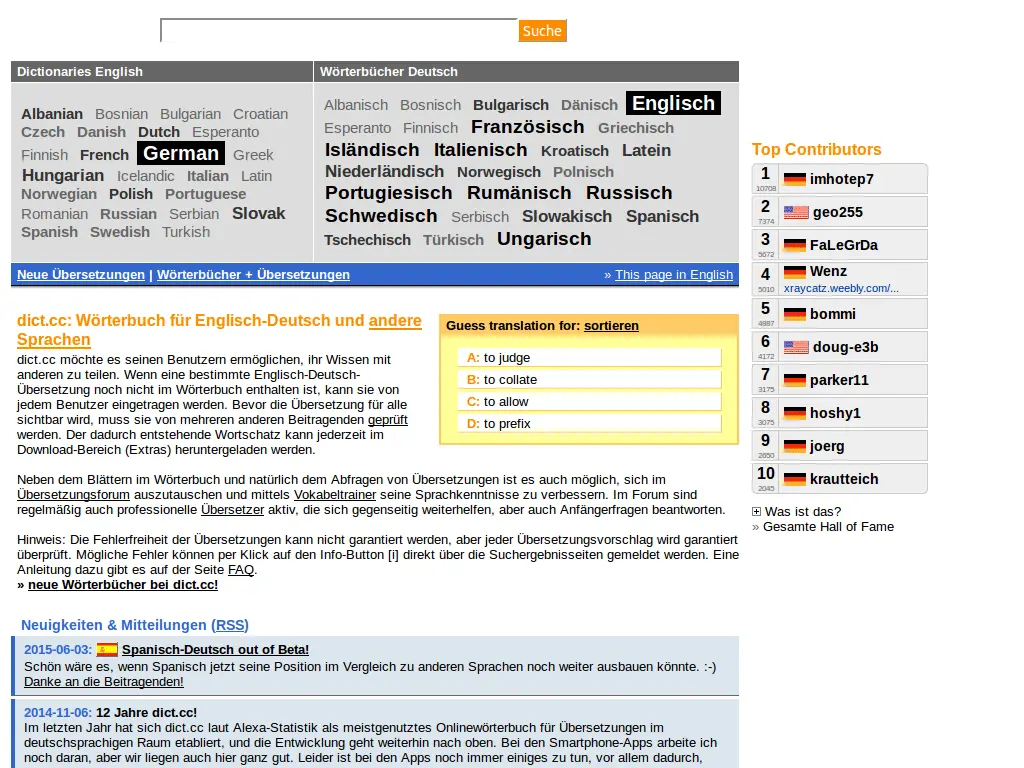 Suche
Dictionaries English
Albanian Bosnian Bulgarian Croatian
Czech Danish Dutch Esperanto
Finnish French German Greek
Hungarian Icelandic Italian Latin
Norwegian Polish Portuguese
Romanian Russian Serbian Slovak
Spanish Swedish Turkish
Wörterbücher Deutsch
Albanisch Bosnisch Bulgarisch Dänisch Englisch
Esperanto Finnisch Französisch Griechisch
Isländisch Italienisch Kroatisch Latein
Niederländisch Norwegisch Polnisch
Portugiesisch Rumänisch Russisch
Schwedisch Serbisch Slowakisch Spanisch
Tschechisch Türkisch Ungarisch
Neue Übersetzungen | Wörterbücher + Übersetzungen
» This page in English
dict.cc: Wörterbuch für Englisch-Deutsch und andere
Sprachen
dict.cc möchte es seinen Benutzern ermöglichen, ihr Wissen mit
anderen zu teilen. Wenn eine bestimmte Englisch-Deutsch-
Übersetzung noch nicht im Wörterbuch enthalten ist, kann sie von
jedem Benutzer eingetragen werden. Bevor die Übersetzung für alle
sichtbar wird, muss sie von mehreren anderen Beitragenden geprüft
werden. Der dadurch entstehende Wortschatz kann jederzeit im
Download-Bereich (Extras) heruntergeladen werden.
Guess translation for: sortieren
A: to judge
B: to collate
C: to allow
D: to prefix
Neben dem Blättern im Wörterbuch und natürlich dem Abfragen von Übersetzungen ist es auch möglich, sich im
Übersetzungsforum auszutauschen und mittels Vokabeltrainer seine Sprachkenntnisse zu verbessern. Im Forum sind
regelmäßig auch professionelle Übersetzer aktiv, die sich gegenseitig weiterhelfen, aber auch Anfängerfragen beantworten.
Hinweis: Die Fehlerfreiheit der Übersetzungen kann nicht garantiert werden, aber jeder Übersetzungsvorschlag wird garantiert
überprüft. Mögliche Fehler können per Klick auf den Info-Button [i] direkt über die Suchergebnisseiten gemeldet werden. Eine
Anleitung dazu gibt es auf der Seite FAQ.
» neue Wörterbücher bei dict.cc!
Neuigkeiten & Mitteilungen (RSS)
2015-06-03: Spanisch-Deutsch out of Beta!
Schön wäre es, wenn Spanisch jetzt seine Position im Vergleich zu anderen Sprachen noch weiter ausbauen könnte. :-)
Danke an die Beitragenden!
2014-11-06: 12 Jahre dict.cc!
Im letzten Jahr hat sich dict.cc laut Alexa-Statistik als meistgenutztes Onlinewörterbuch für Übersetzungen im
deutschsprachigen Raum etabliert, und die Entwicklung geht weiterhin nach oben. Bei den Smartphone-Apps arbeite ich
noch daran, aber wir liegen auch hier ganz gut. Leider ist bei den Apps noch immer einiges zu tun, vor allem dadurch,
Top Contributors
1 10708 imhotep7
2 7374 geo255
3 5672 FaLeGrDa
4 5010 Wenz
xraycatz.weebly.com/...
5 4887 bommi
6 4172 doug-e3b
7 3175 parker11
8 3075 hoshy1
9 2650 joerg
10 2045 krautteich
Was ist das?
» Gesamte Hall of Fame